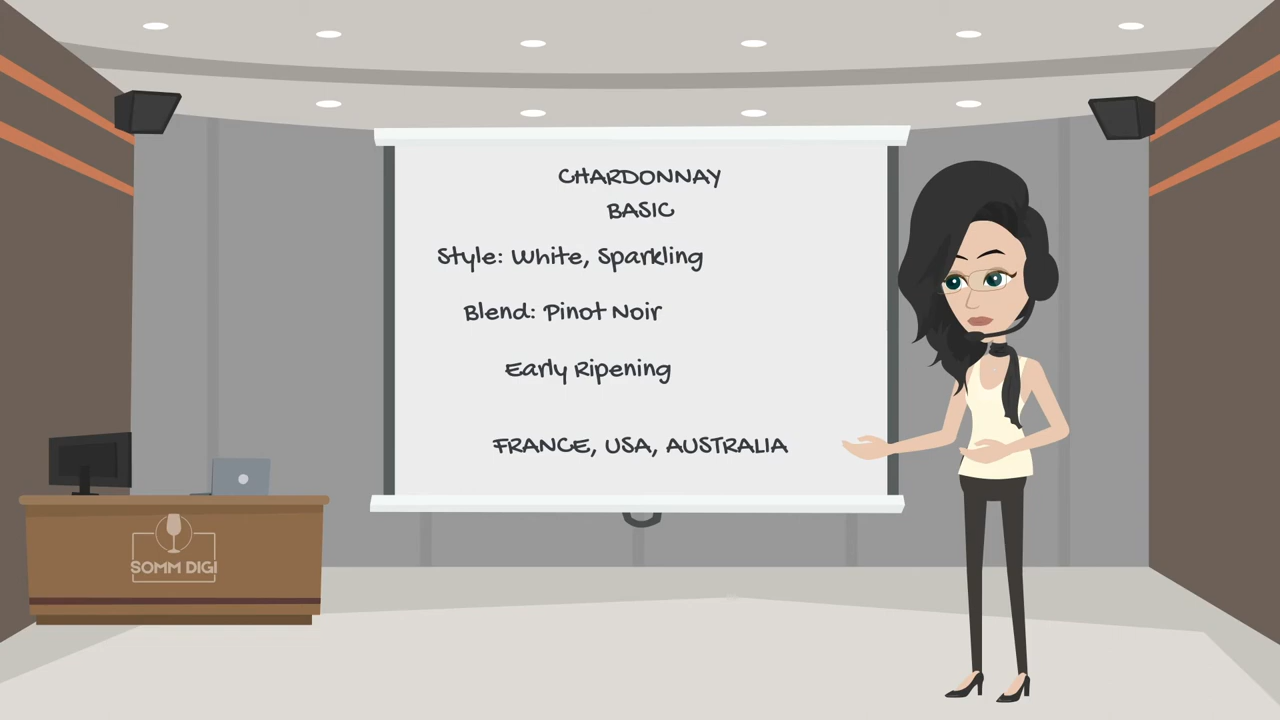 CHARDONNAY
BASIC
Style: White, Sparkling
Blend: Pinot Noir
Early Ripening
FRANCE, USA, AUSTRALIA
SOMM DIGI